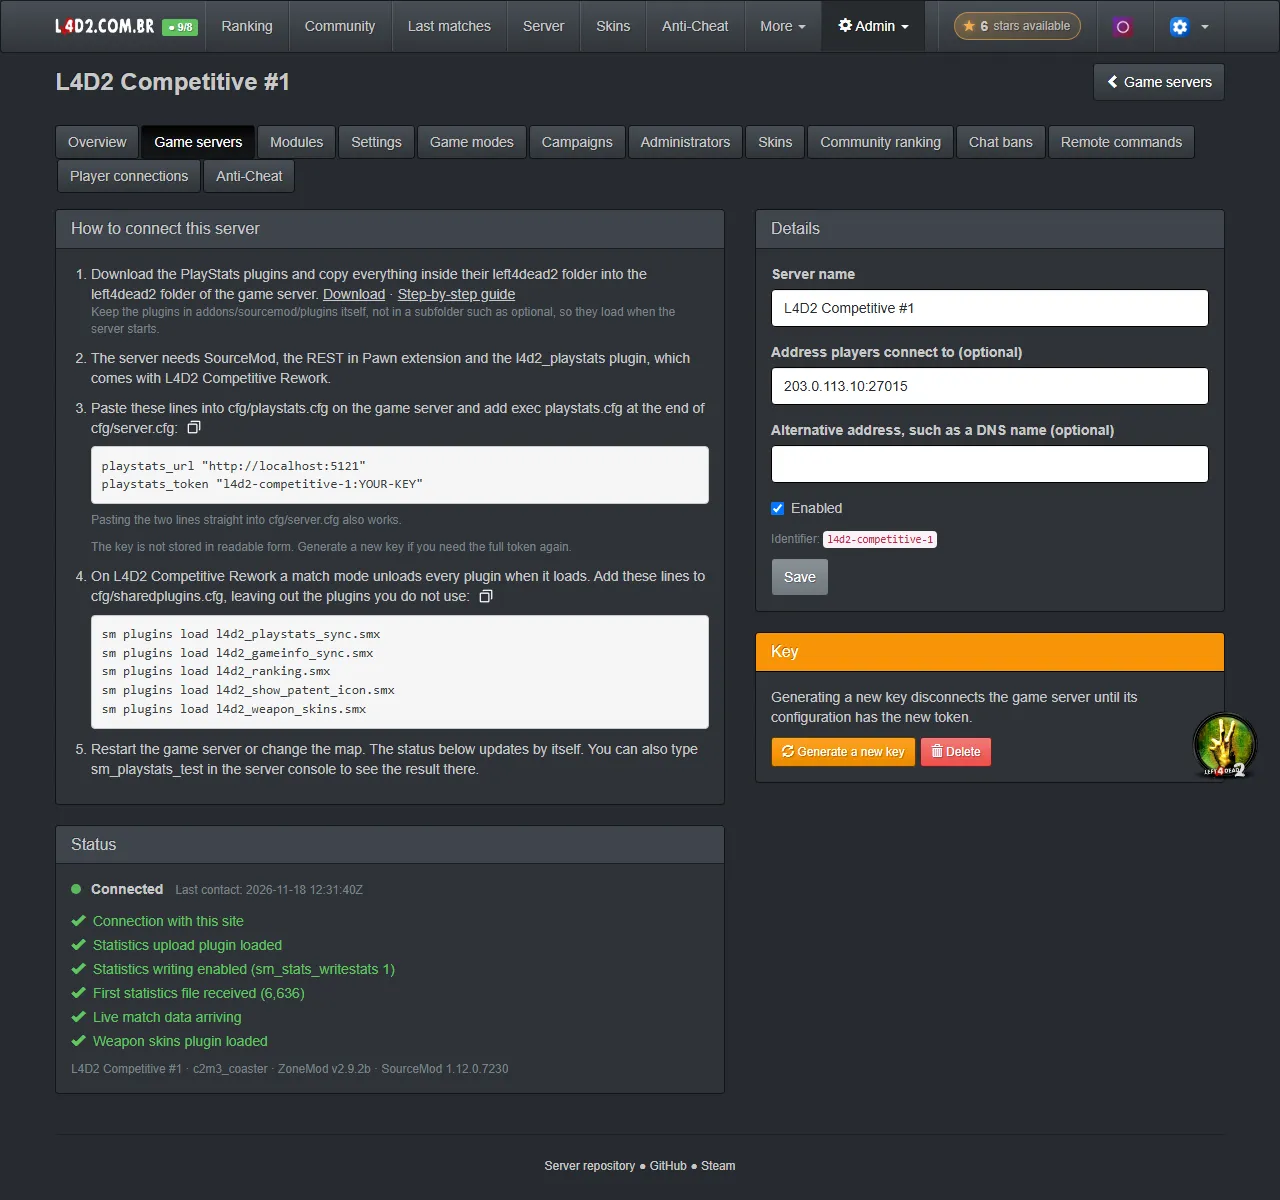 L4D2.COM.BR
9/8
Ranking
Community
Last matches
Server
Skins
Anti-Cheat
More
Admin
6 stars available
L4D2 Competitive #1
Game servers
Overview
Game servers
Modules
Settings
Game modes
Campaigns
Administrators
Skins
Community ranking
Chat bans
Remote commands
Player connections
Anti-Cheat
How to connect this server
1. Download the PlayStats plugins and copy everything inside their left4dead2 folder into the
left4dead2 folder of the game server. Download · Step-by-step guide
Keep the plugins in addons/sourcemod/plugins itself, not in a subfolder such as optional, so they load when the
server starts.
2. The server needs SourceMod, the REST in Pawn extension and the l4d2_playstats plugin, which
comes with L4D2 Competitive Rework.
3. Paste these lines into cfg/playstats.cfg on the game server and add exec playstats.cfg at the end of
cfg/server.cfg:
playstats_url "http://localhost:5121"
playstats_token "l4d2-competitive-1:YOUR-KEY"
Pasting the two lines straight into cfg/server.cfg also works.
The key is not stored in readable form. Generate a new key if you need the full token again.
4. On L4D2 Competitive Rework a match mode unloads every plugin when it loads. Add these lines to
cfg/sharedplugins.cfg, leaving out the plugins you do not use:
sm plugins load l4d2_playstats_sync.smx
sm plugins load l4d2_gameinfo_sync.smx
sm plugins load l4d2_ranking.smx
sm plugins load l4d2_show_patent_icon.smx
sm plugins load l4d2_weapon_skins.smx
5. Restart the game server or change the map. The status below updates by itself. You can also type
sm_playstats_test in the server console to see the result there.
Status
Connected Last contact: 2026-11-18 12:31:40Z
Connection with this site
Statistics upload plugin loaded
Statistics writing enabled (sm_stats_writestats 1)
First statistics file received (6,636)
Live match data arriving
Weapon skins plugin loaded
L4D2 Competitive #1 · c2m3_coaster · ZoneMod v2.9.2b · SourceMod 1.12.0.7230
Details
Server name
L4D2 Competitive #1
Address players connect to (optional)
203.0.113.10:27015
Alternative address, such as a DNS name (optional)
Enabled
Identifier: l4d2-competitive-1
Save
Key
Generating a new key disconnects the game server until its
configuration has the new token.
Generate a new key
Delete
LEFT 4 DEAD 2
Server repository ● GitHub ● Steam